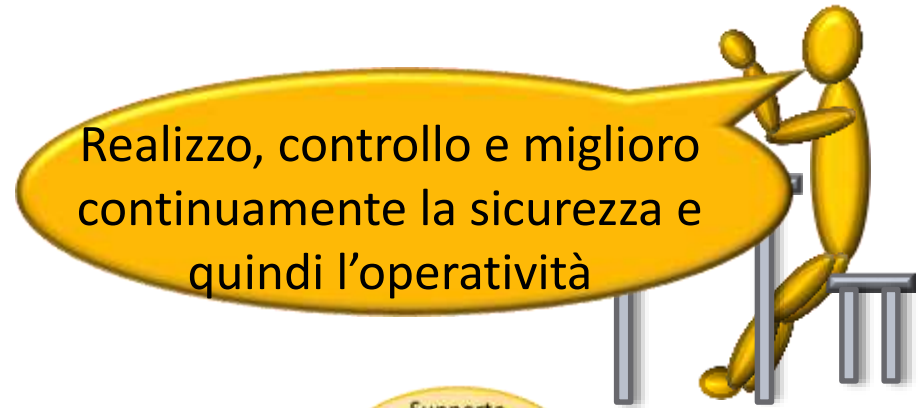 Realizzo, controllo e miglioro
continuamente la sicurezza e
quindi l’operatività